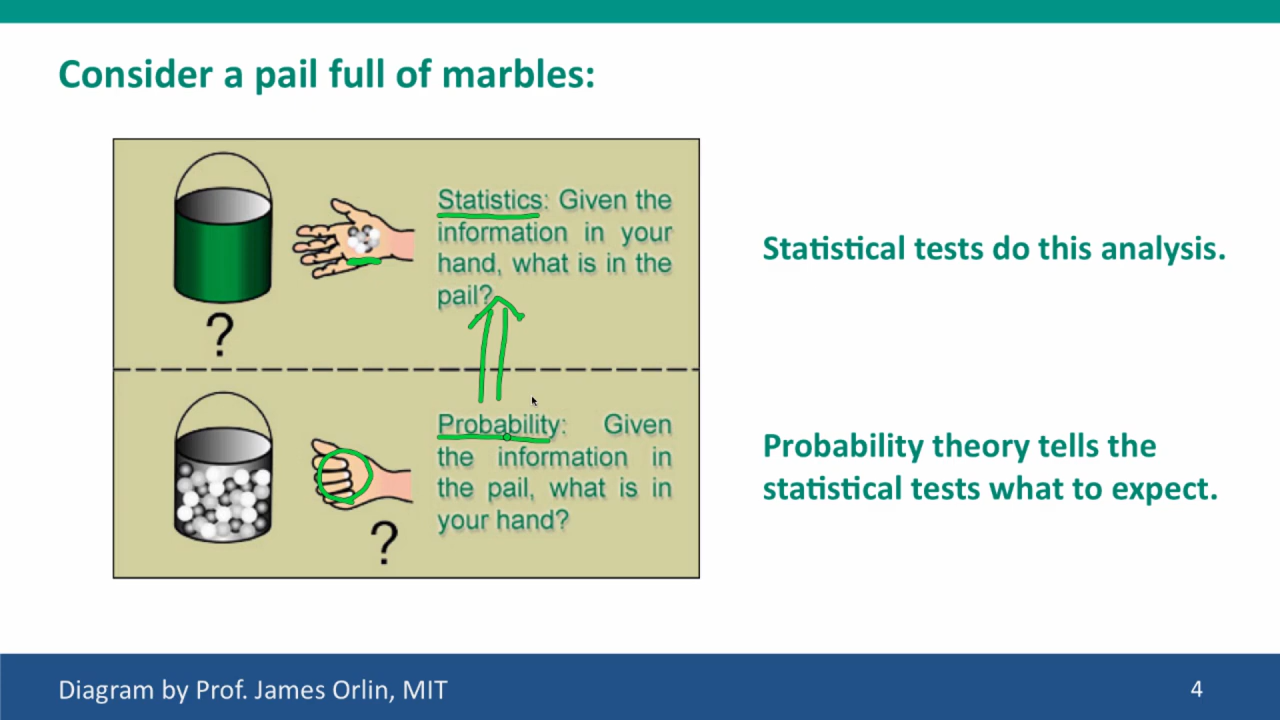 Consider a pail full of marbles:
Statistics: Given the
information in your
hand, what is in the
pail?
?
Statistical tests do this analysis.
Probability: Given
the information in
the pail, what is in
your hand?
?
Probability theory tells the
statistical tests what to expect.
Diagram by Prof. James Orlin, MIT
4